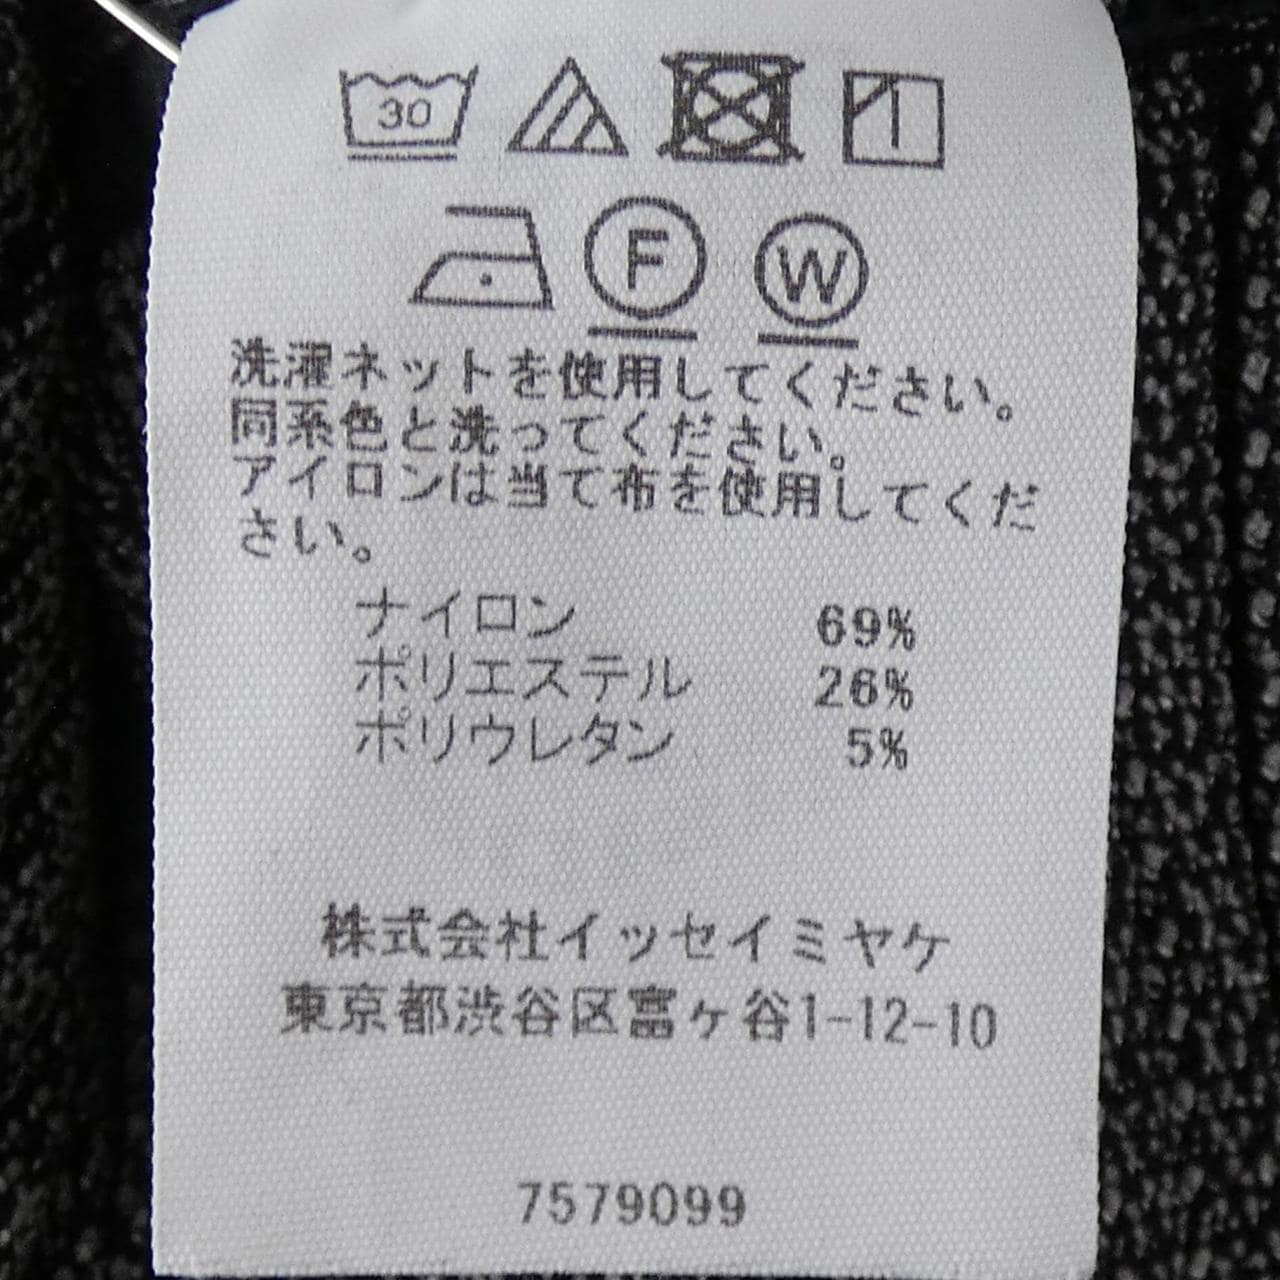 30
F W
洗濯ネットを使用してください。
同系色と洗ってください。
アイロンは当て布を使用してくだ
さい。
ナイロン 69%
ポリエステル 26%
ポリウレタン 5%
株式会社イッセイミヤケ
東京都渋谷区富ヶ谷1-12-10
7579099